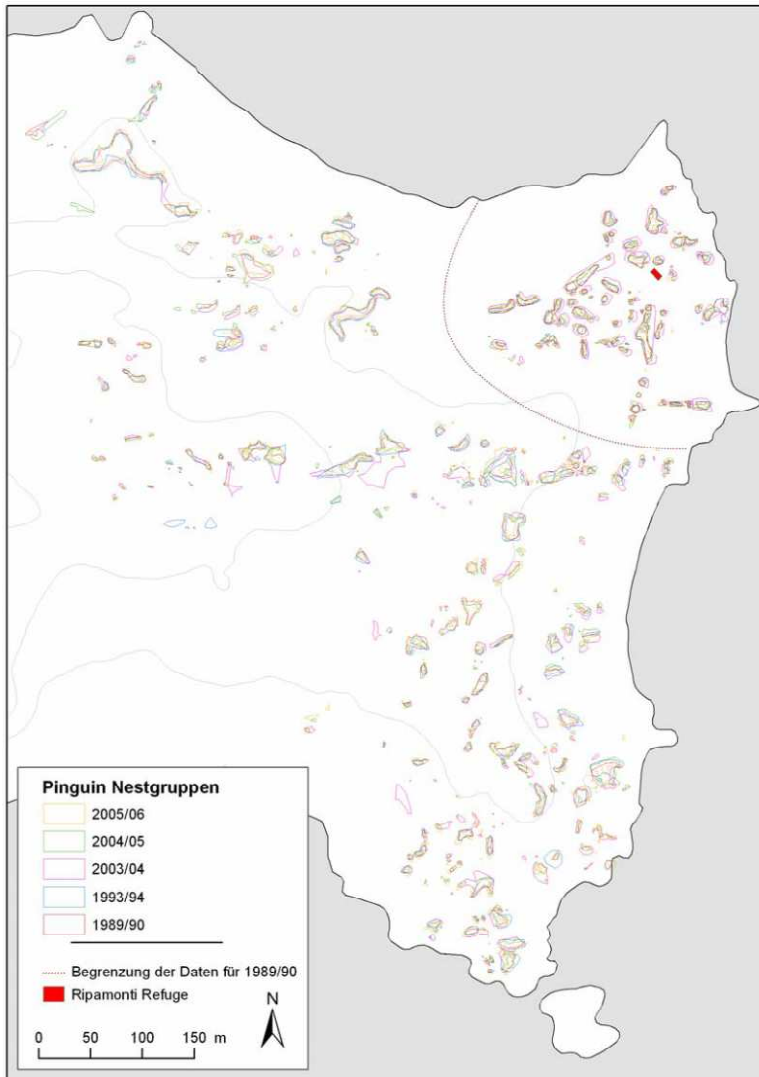 Pinguin Nestgruppen
2005/06
2004/05
2003/04
1993/94
1989/90
Begrenzung der Daten für 1989/90
Ripamonti Refuge
N
0 50 100 150 m